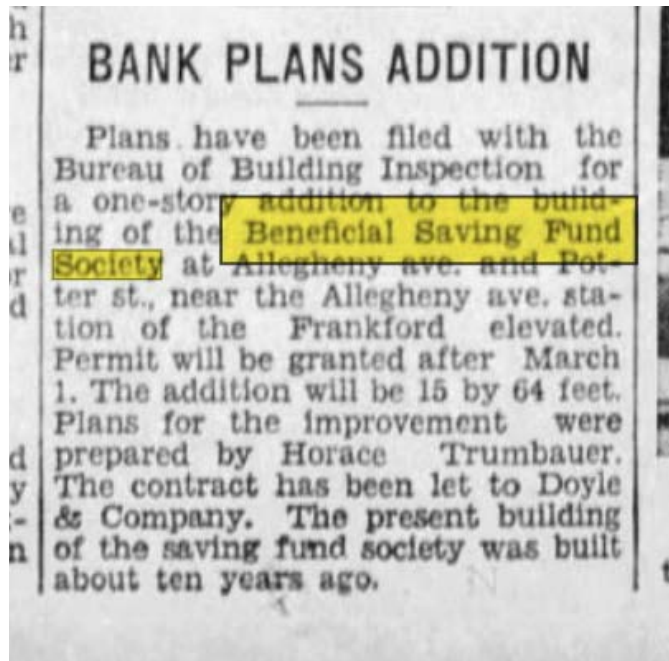 BANK PLANS ADDITION
Plans have been filed with the
Bureau of Building Inspection for
a one-story addition to the build-
ing of the Beneficial Saving Fund
Society at Allegheny ave. and Pot-
ter st., near the Allegheny ave. sta-
tion of the Frankford elevated.
Permit will be granted after March
1. The addition will be 15 by 64 feet.
Plans for the improvement were
prepared by Horace Trumbauer.
The contract has been let to Doyle
& Company. The present building
of the saving fund society was built
about ten years ago.